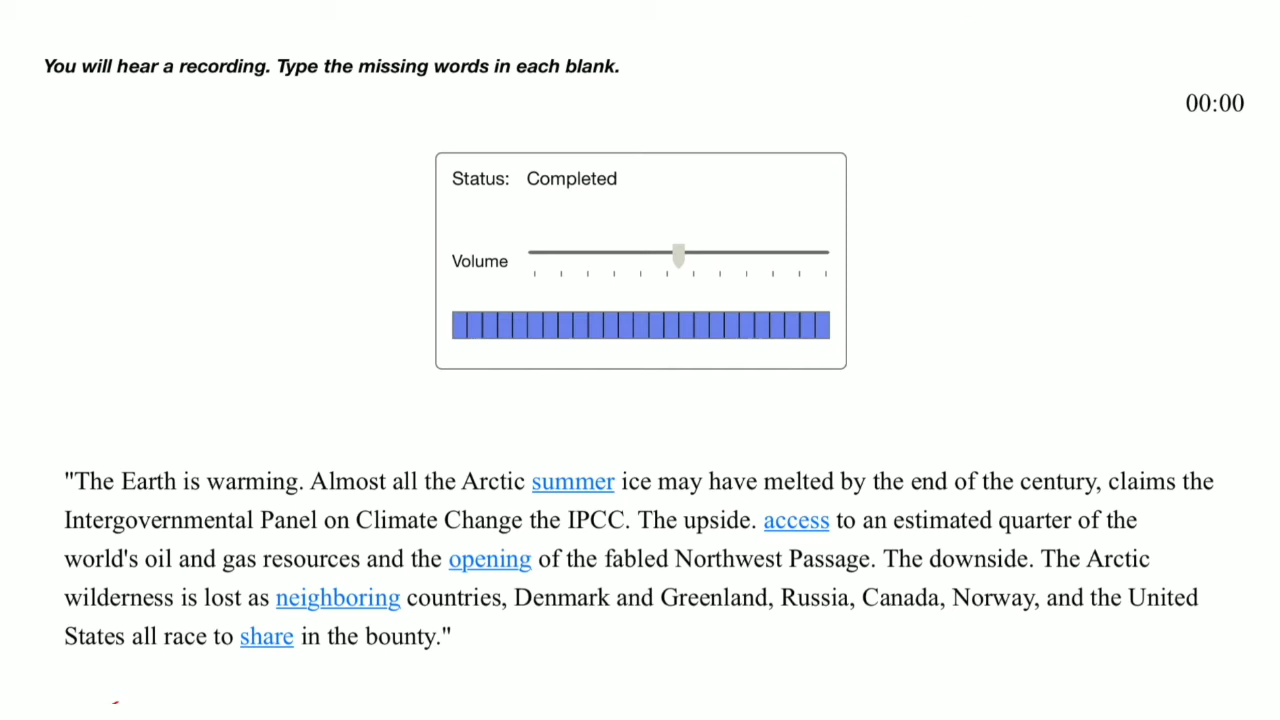 You will hear a recording. Type the missing words in each blank.
00:00
Status: Completed
Volume
"The Earth is warming. Almost all the Arctic summer ice may have melted by the end of the century, claims the
Intergovernmental Panel on Climate Change the IPCC. The upside. access to an estimated quarter of the
world's oil and gas resources and the opening of the fabled Northwest Passage. The downside. The Arctic
wilderness is lost as neighboring countries, Denmark and Greenland, Russia, Canada, Norway, and the United
States all race to share in the bounty."